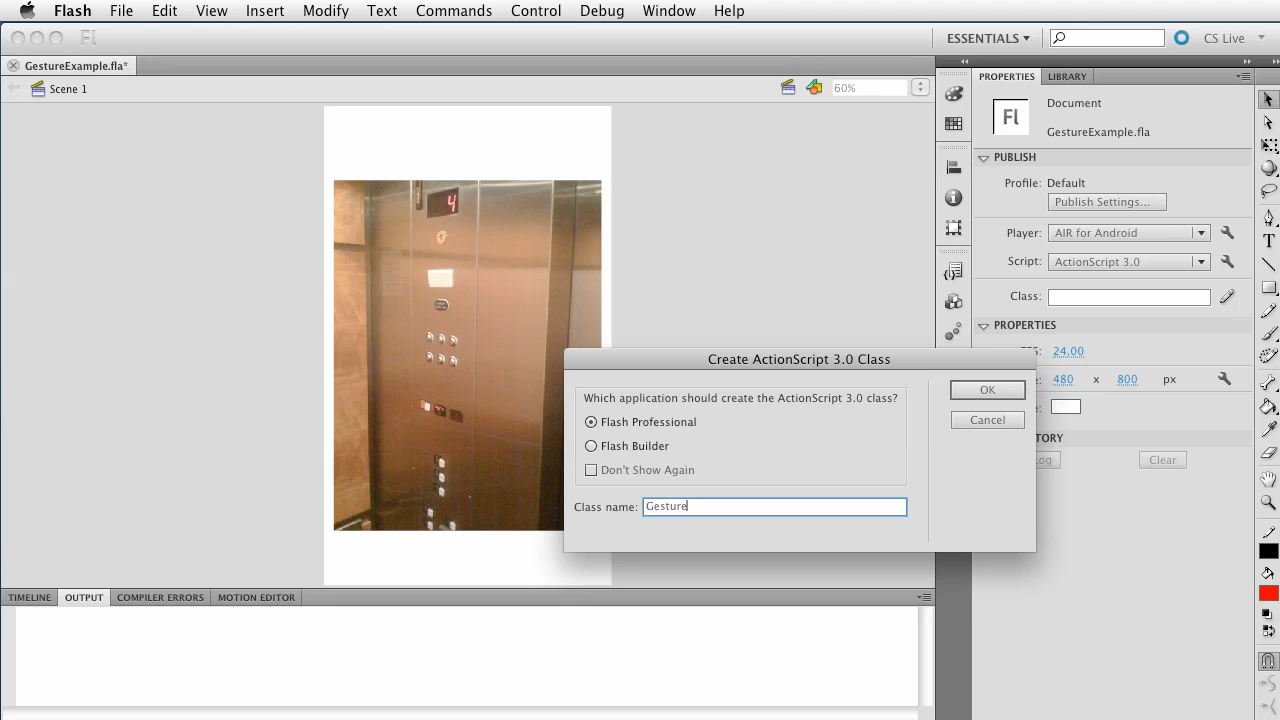 Flash File Edit View Insert Modify Text Commands Control Debug Window Help
Fl ESSENTIALS CS Live
GestureExample.fla*
Scene 1 60%
PROPERTIES LIBRARY
Document
Fl
GestureExample.fla
PUBLISH
Profile: Default
Publish Settings...
Player: AIR for Android
Script: ActionScript 3.0
Class:
PROPERTIES
24.00
480 x 800 px
Clear
4
Create ActionScript 3.0 Class
Which application should create the ActionScript 3.0 class?
Flash Professional
Flash Builder
Don't Show Again
Class name: Gesture
OK
Cancel
TIMELINE OUTPUT COMPILER ERRORS MOTION EDITOR